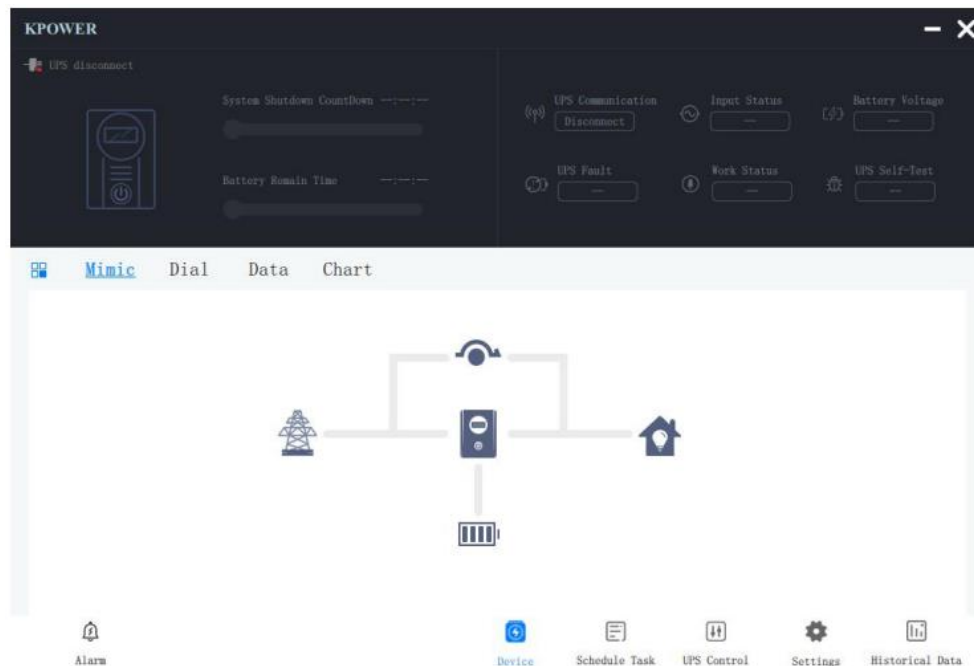 KPOWER
UPS disconnect
System Shutdown CountDown --:--:--
Battery Remain Time --:--:--
UPS Communication
Disconnect
Input Status
--
Battery Voltage
--
UPS Fault
--
Work Status
--
UPS Self-Test
--
Mimic Dial Data Chart
Alarm
Device
Schedule Task
UPS Control
Settings
Historical Data